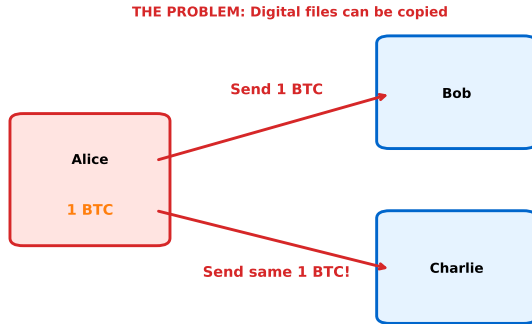 THE PROBLEM: Digital files can be copied
Send 1 BTC
Bob
Alice
1 BTC
Send same 1 BTC!
Charlie